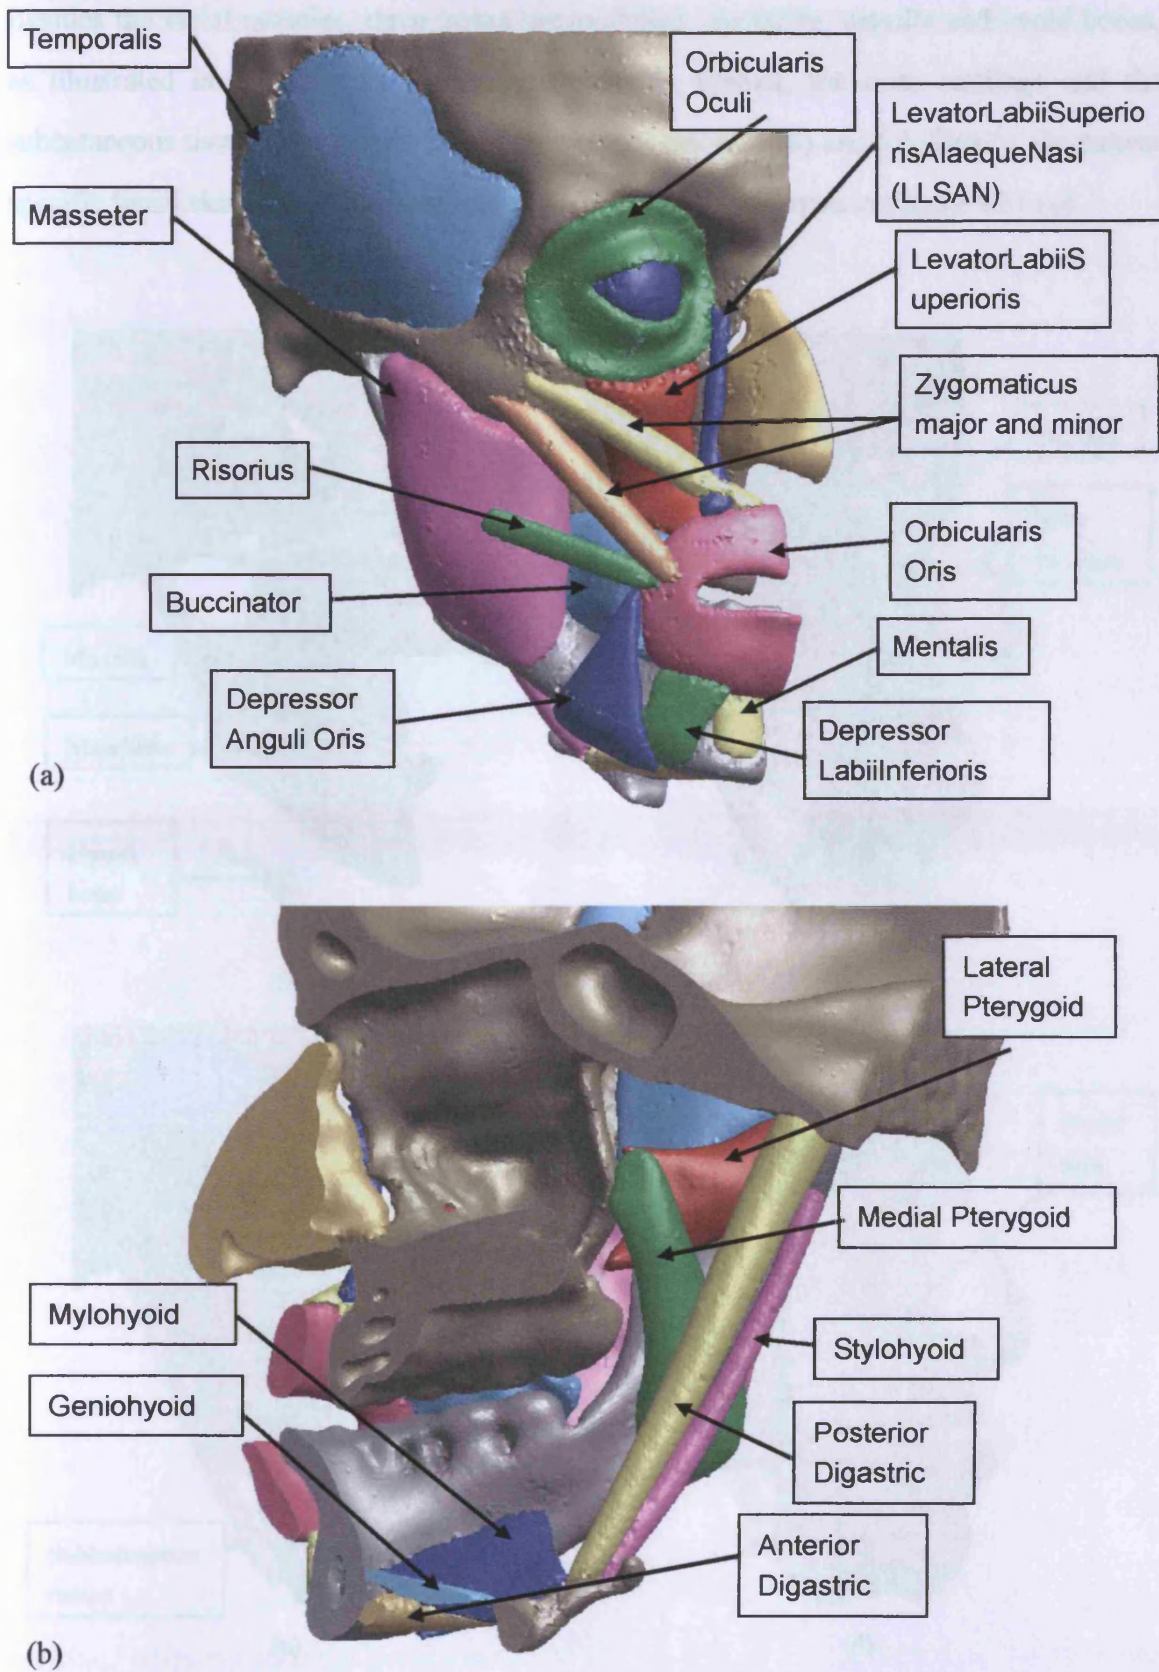 Temporalis
Orbicularis
Oculi
LevatorLabiiSuperio
risAlaequeNasi
(LLSAN)
Masseter
LevatorLabiiS
uperioris
Zygomaticus
major and minor
Risorius
Orbicularis
Oris
Buccinator
Mentalis
Depressor
Anguli Oris
Depressor
LabiiInferioris
(a)
Lateral
Pterygoid
Medial Pterygoid
Mylohyoid
Stylohyoid
Geniohyoid
Posterior
Digastric
Anterior
Digastric
(b)